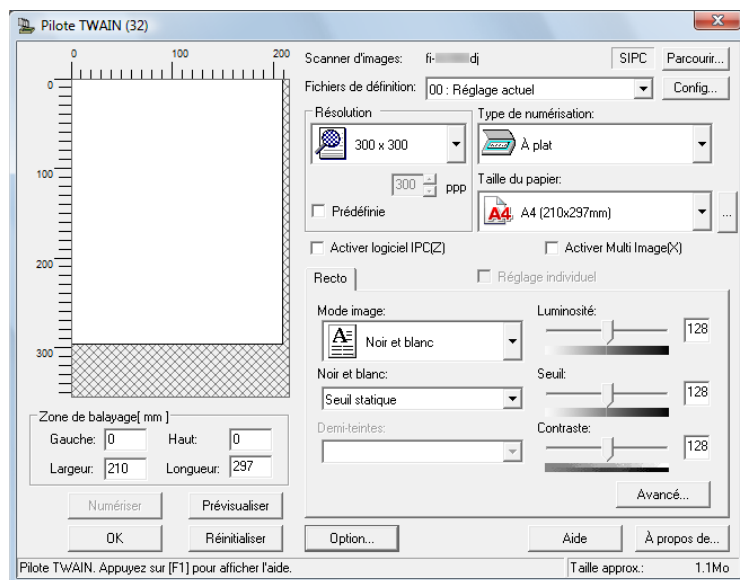 Pilote TWAIN (32)
0 100 200
0
100
200
300
Scanner d'images: fi- dj SIPC Parcourir...
Fichiers de définition: 00 : Réglage actuel Config...
Résolution
300 x 300
300 ppp
Prédéfinie
Type de numérisation:
À plat
Taille du papier:
A4 A4 (210x297mm) ...
Activer logiciel IPC(Z) Activer Multi Image(X)
Recto Réglage individuel
Mode image:
A Noir et blanc
Noir et blanc:
Seuil statique
Demi-teintes:
Luminosité:
128
Seuil:
128
Contraste:
128
Avancé...
Zone de balayage[ mm ]
Gauche: 0 Haut: 0
Largeur: 210 Longueur: 297
Numériser Prévisualiser
OK Réinitialiser
Option... Aide À propos de...
Pilote TWAIN. Appuyez sur [F1] pour afficher l'aide. Taille approx.: 1.1Mo